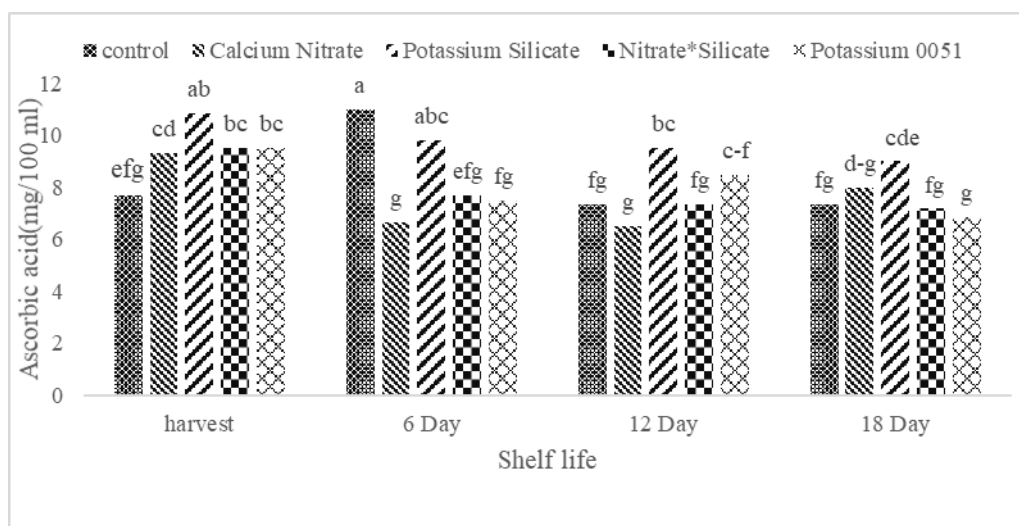 control Calcium Nitrate Potassium Silicate Nitrate*Silicate Potassium 0051
Ascorbic acid(mg/100 ml)
12
10
8
6
4
2
0
efg cd ab bc bc
a g abc efg fg
fg g bc fg c-f
fg d-g cde fg g
harvest 6 Day 12 Day 18 Day
Shelf life